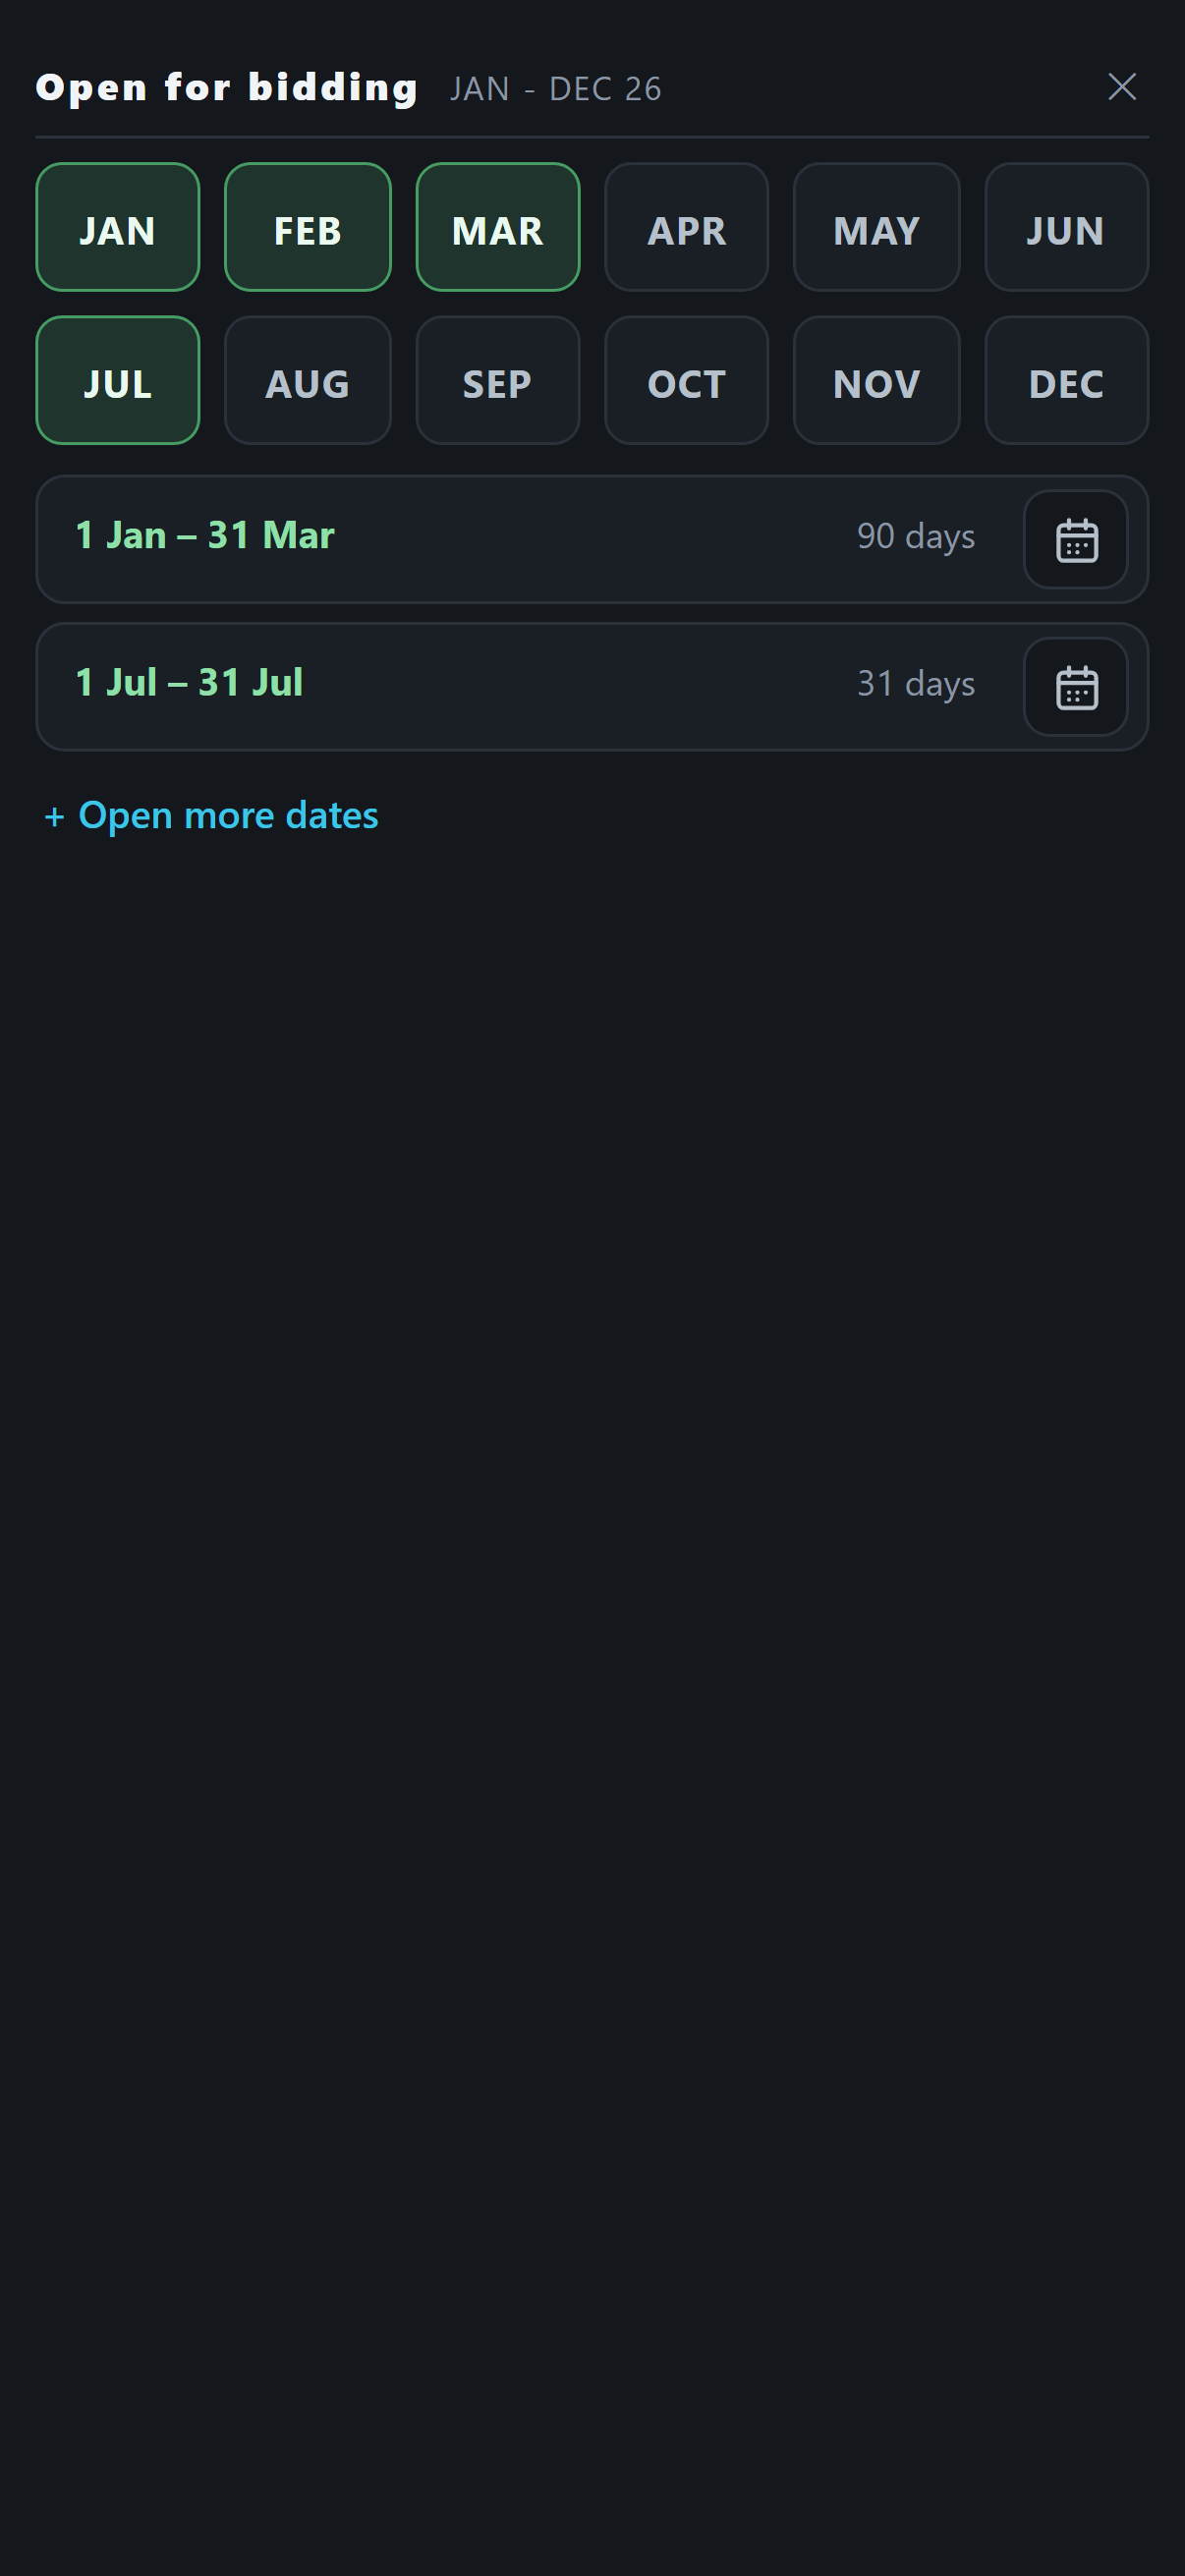 Open for bidding JAN - DEC 26
JAN FEB MAR APR MAY JUN
JUL AUG SEP OCT NOV DEC
1 Jan – 31 Mar 90 days
1 Jul – 31 Jul 31 days
+ Open more dates